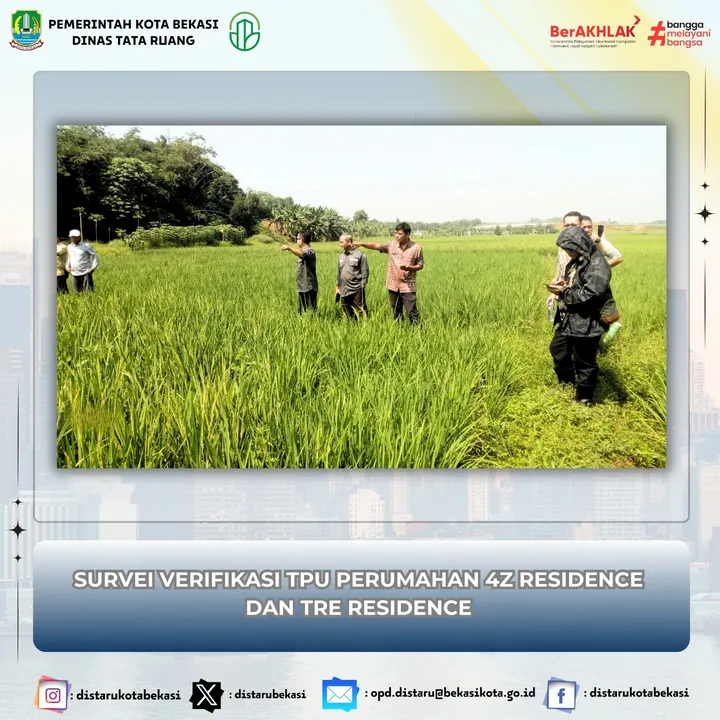 PEMERINTAH KOTA BEKASI
DINAS TATA RUANG
BerAKHLAK
# bangga
melayani
bangsa
SURVEI VERIFIKASI TPU PERUMAHAN 4Z RESIDENCE
DAN TRE RESIDENCE
: distarukotabekasi
: distarubekasi
: opd.distaru@bekasikota.go.id
: distarukotabekasi